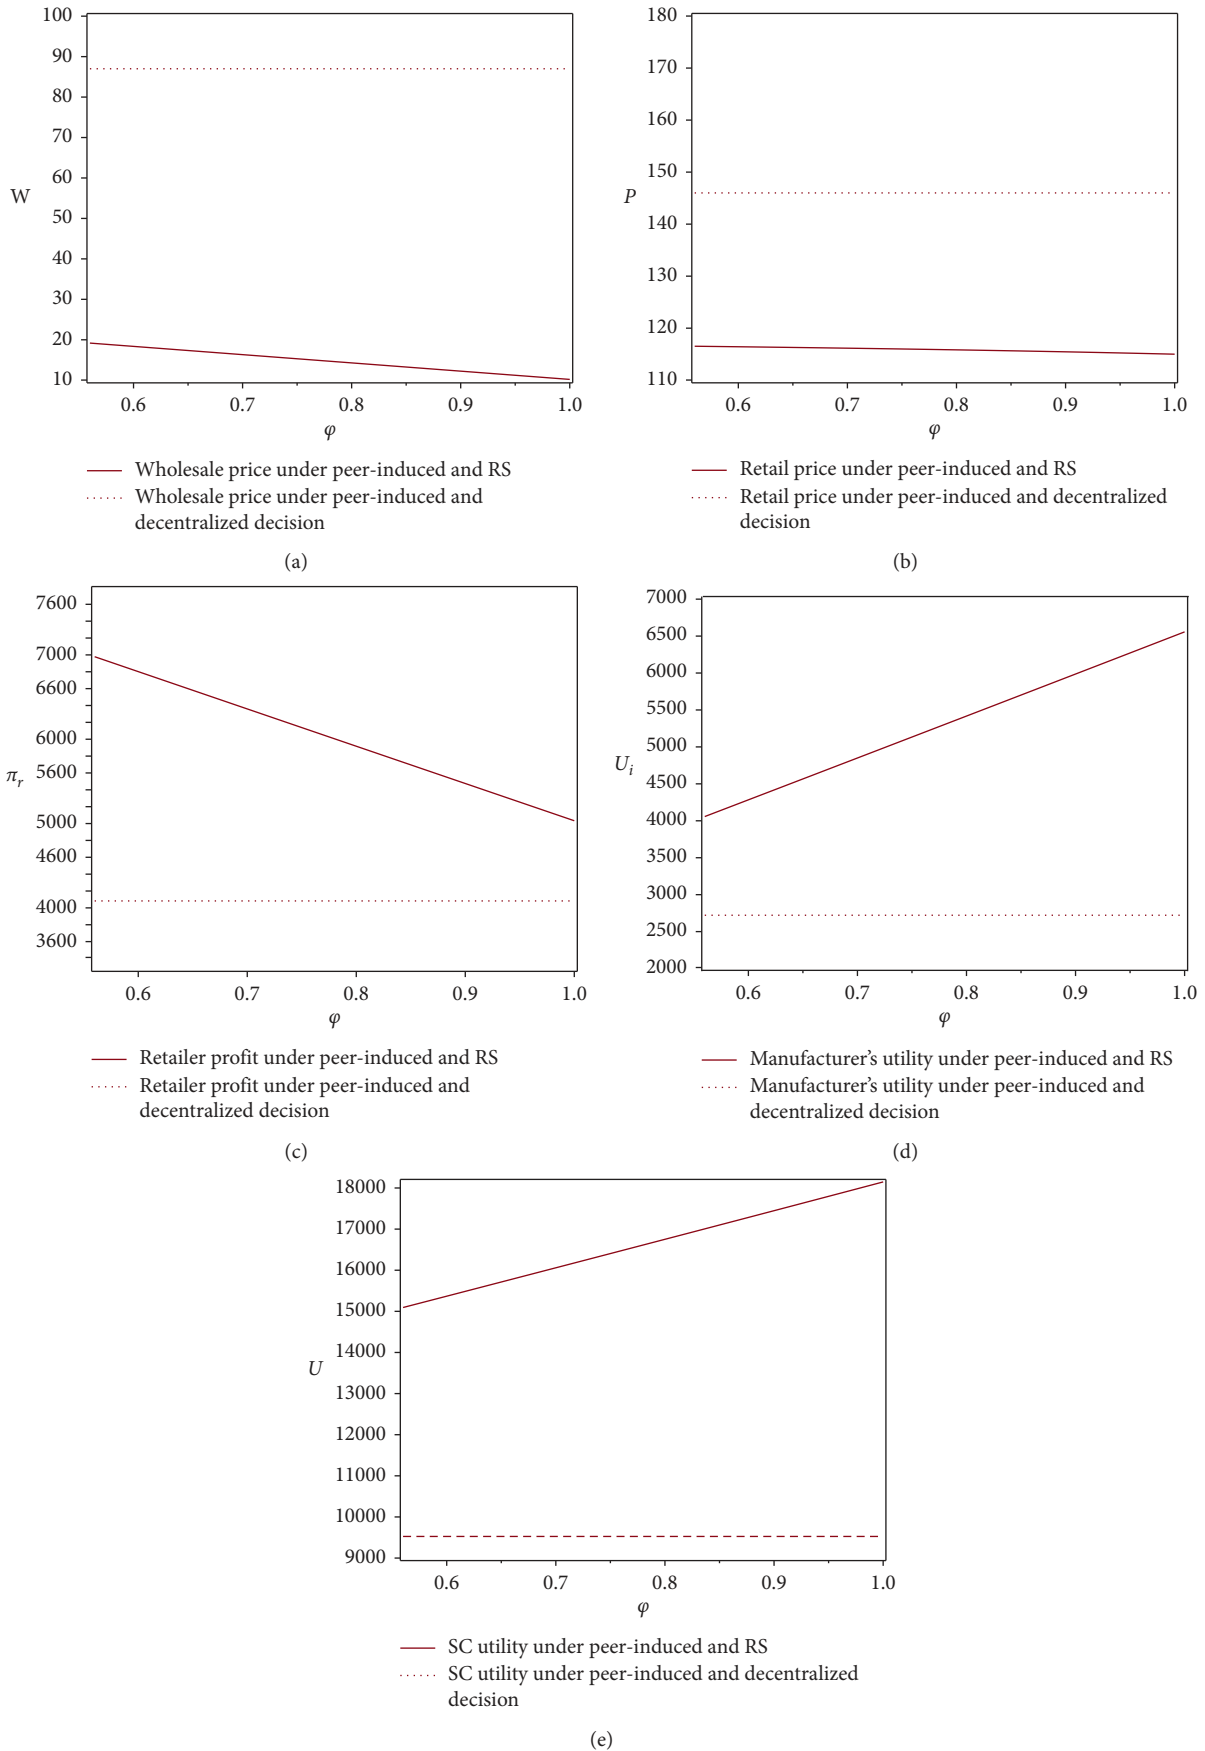 100
90
80
70
60
50
40
30
20
10
W
0.6 0.7 0.8 0.9 1.0
φ
Wholesale price under peer-induced and RS
Wholesale price under peer-induced and
decentralized decision
(a)
180
170
160
150
140
130
120
110
P
0.6 0.7 0.8 0.9 1.0
φ
Retail price under peer-induced and RS
Retail price under peer-induced and decentralized
decision
(b)
7600
7000
6600
6000
5600
5000
4600
4000
3600
πr
0.6 0.7 0.8 0.9 1.0
φ
Retailer profit under peer-induced and RS
Retailer profit under peer-induced and
decentralized decision
(c)
7000
6500
6000
5500
5000
4500
4000
3500
3000
2500
2000
Ui
0.6 0.7 0.8 0.9 1.0
φ
Manufacturer's utility under peer-induced and RS
Manufacturer's utility under peer-induced and
decentralized decision
(d)
18000
17000
16000
15000
14000
13000
12000
11000
10000
9000
U
0.6 0.7 0.8 0.9 1.0
φ
SC utility under peer-induced and RS
SC utility under peer-induced and decentralized
decision
(e)